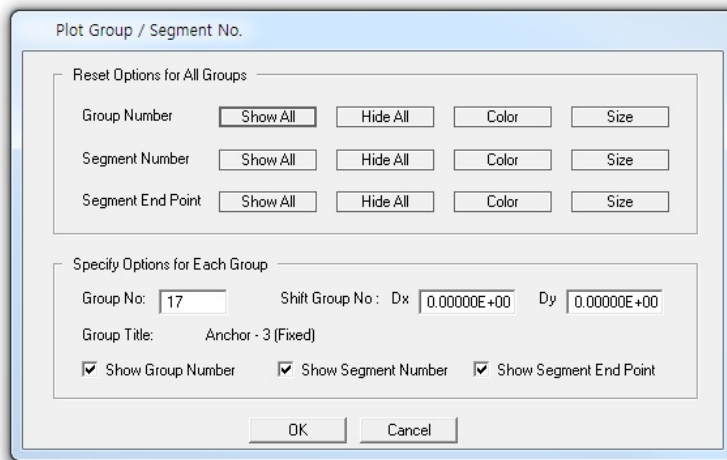 Plot Group / Segment No.
Reset Options for All Groups
Group Number Show All Hide All Color Size
Segment Number Show All Hide All Color Size
Segment End Point Show All Hide All Color Size
Specify Options for Each Group
Group No: 17 Shift Group No : Dx 0.00000E+00 Dy 0.00000E+00
Group Title: Anchor - 3 (Fixed)
Show Group Number Show Segment Number Show Segment End Point
OK Cancel